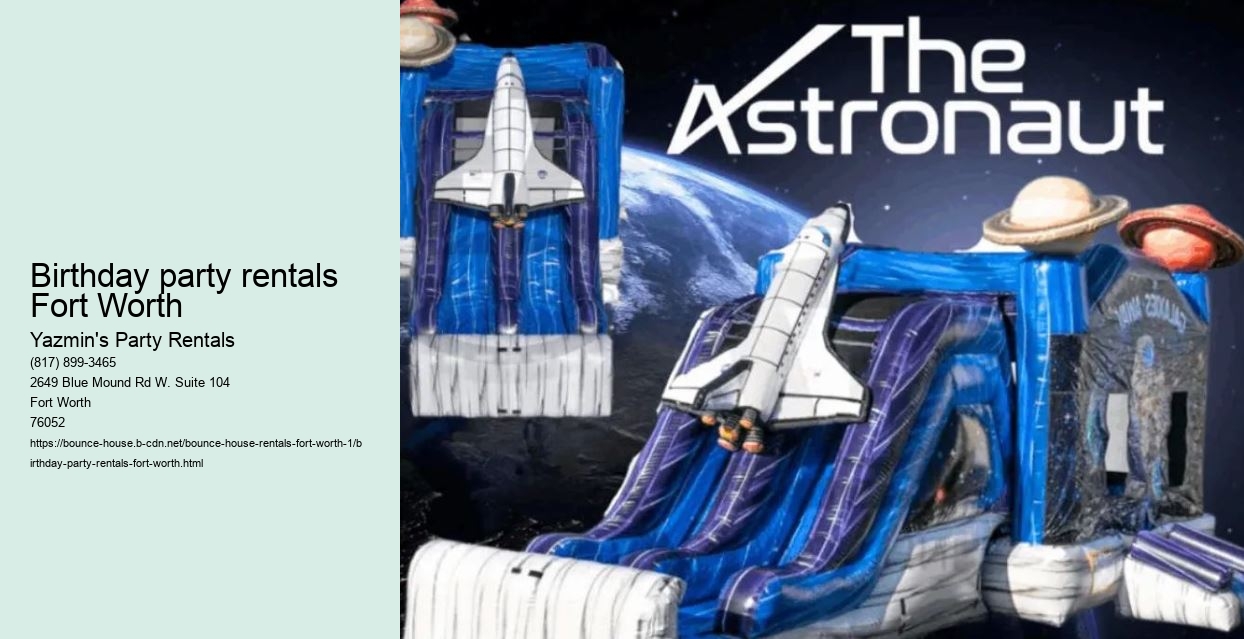 Birthday party rentals
Fort Worth
Yazmin's Party Rentals
(817) 899-3465
2649 Blue Mound Rd W. Suite 104
Fort Worth
76052
https://bounce-house.b-cdn.net/bounce-house-rentals-fort-worth-1/b
irthday-party-rentals-fort-worth.html
The
Astronaut